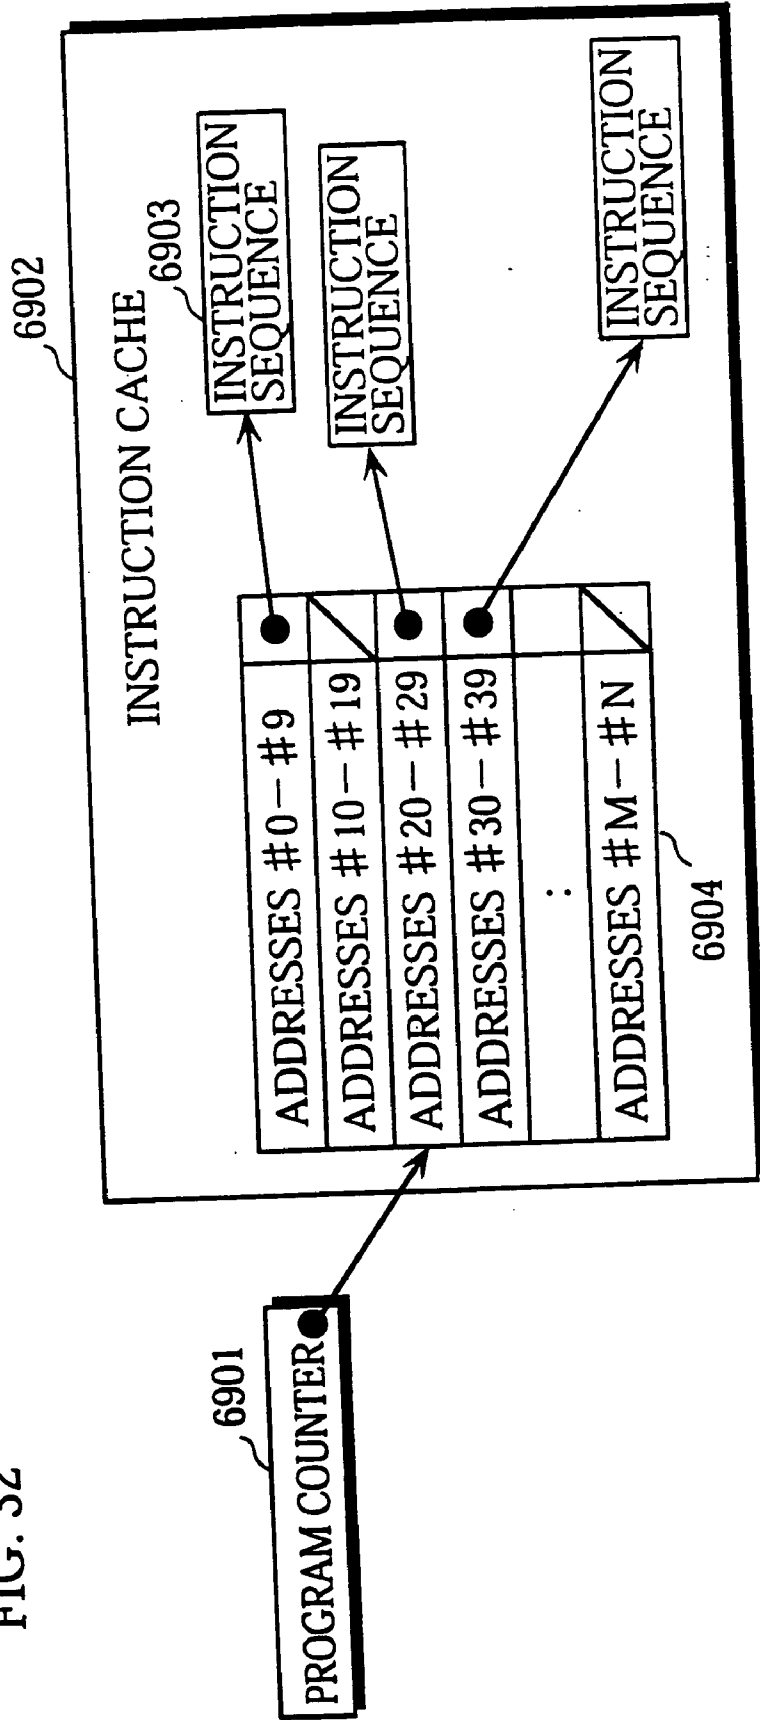 FIG. 32
6902
INSTRUCTION CACHE
6903
INSTRUCTION
SEQUENCE
INSTRUCTION
SEQUENCE
INSTRUCTION
SEQUENCE
6901
PROGRAM COUNTER
ADDRESSES #0—#9
ADDRESSES #10—#19
ADDRESSES #20—#29
ADDRESSES #30—#39
:
ADDRESSES #M—#N
6904